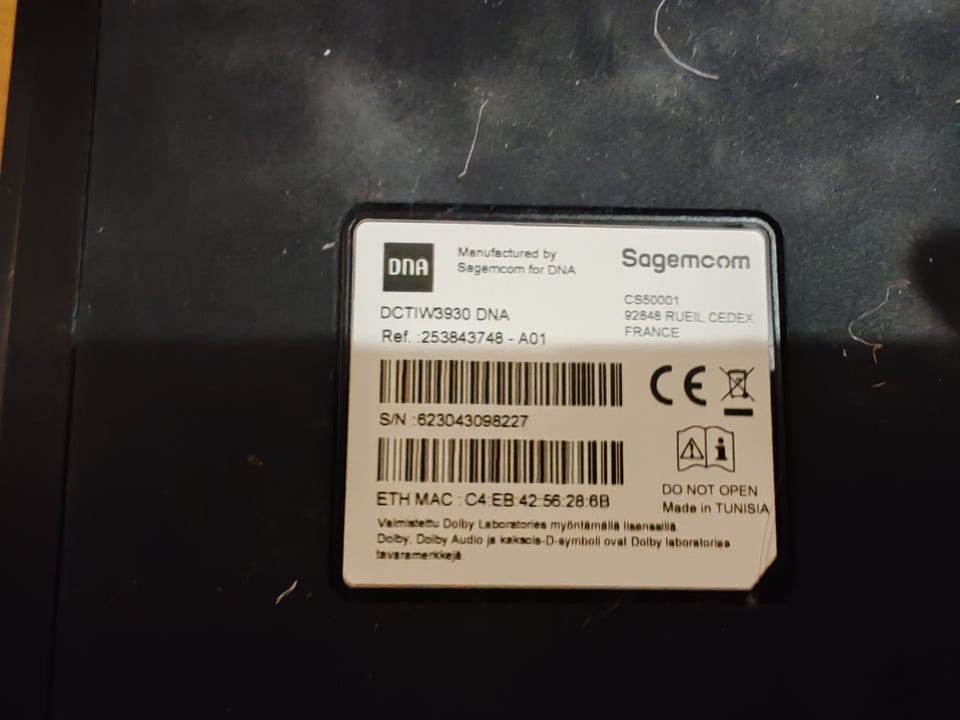 DNA
Manufactured by
Sagemcom for DNA
Sagemcom
CS50001
92848 RUEIL CEDEX
FRANCE
DCTIW3930 DNA
Ref. :253843748 - A01
S/N :623043098227
ETH MAC : C4:EB:42:56:28:6B
DO NOT OPEN
Made in TUNISIA
Valmistettu Dolby Laboratories myöntämällä lisenssillä.
Dolby, Dolby Audio ja kaksois-D-symboli ovat Dolby laboratories
tavaramerkkejä.